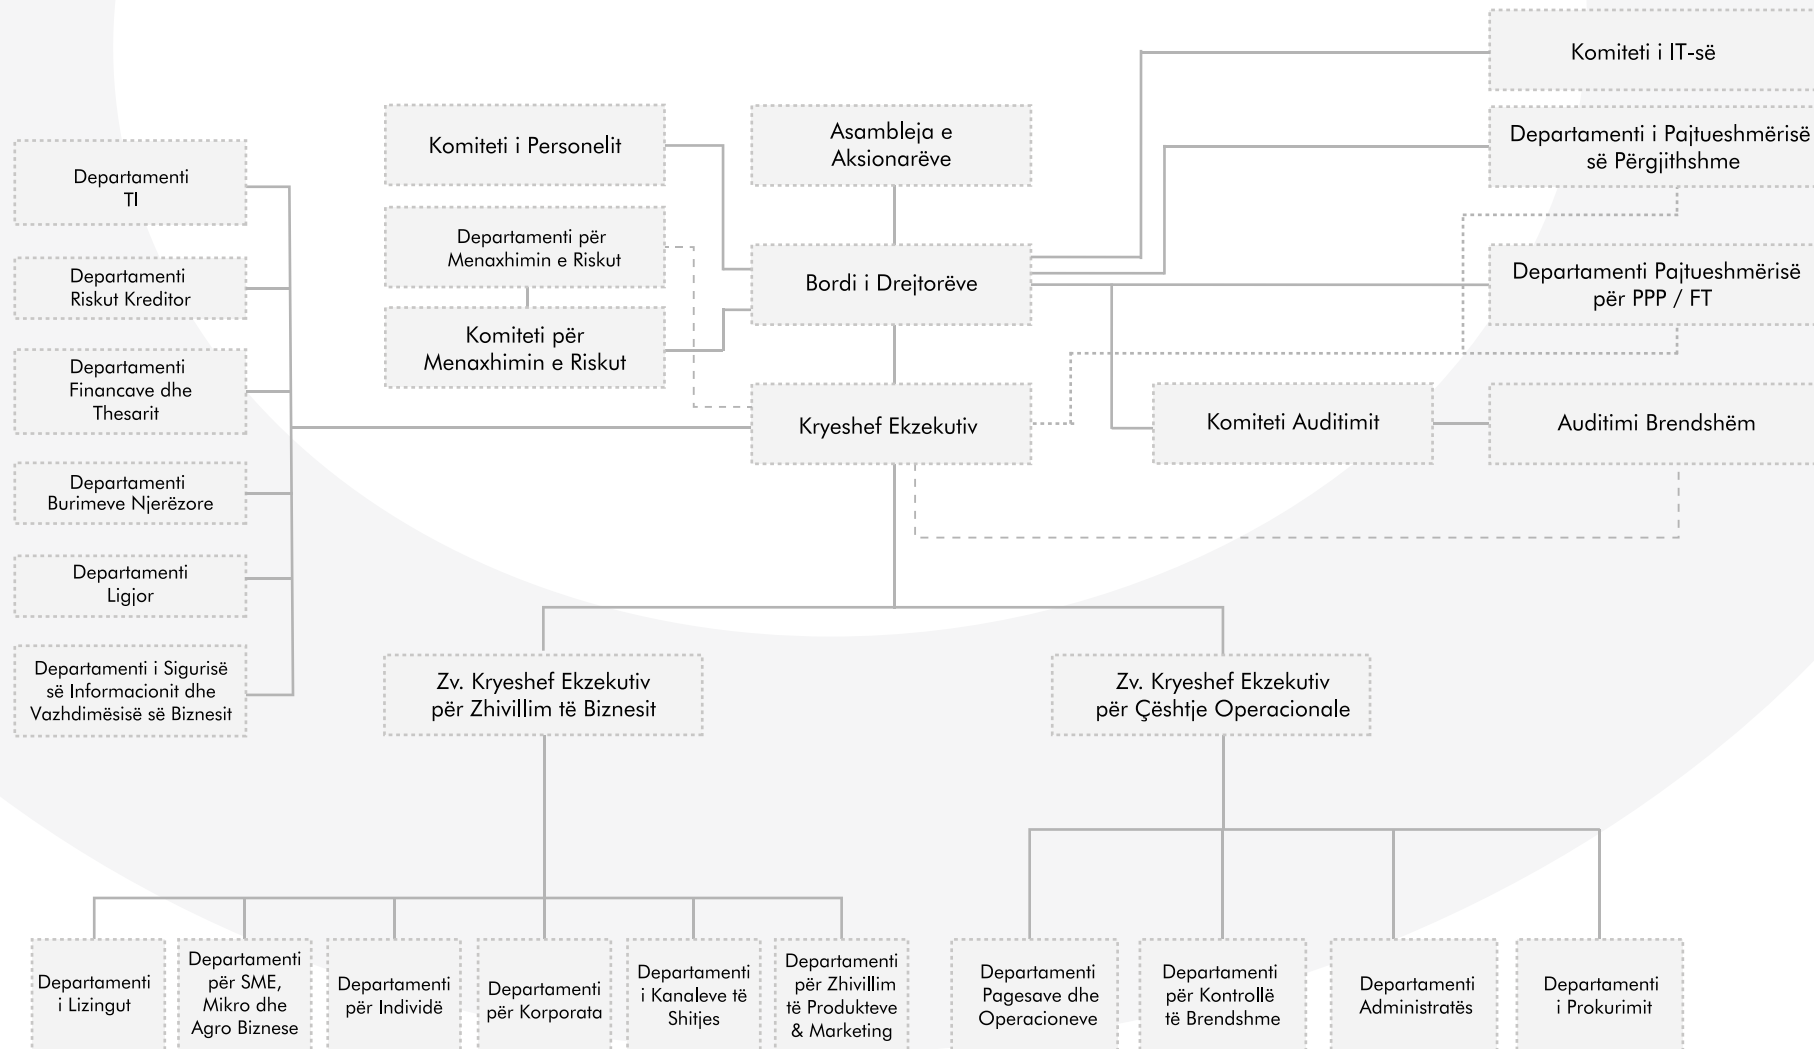 Komiteti i IT-së
Komiteti i Personelit
Asambleja e
Aksionarëve
Departamenti i Pajtueshmërisë
së Përgjithshme
Departamenti
TI
Departamenti për
Menaxhimin e Riskut
Bordi i Drejtorëve
Departamenti Pajtueshmërisë
për PPP / FT
Departamenti
Riskut Kreditor
Komiteti për
Menaxhimin e Riskut
Departamenti
Financave dhe
Thesarit
Kryeshef Ekzekutiv
Komiteti Auditimit
Auditimi Brendshëm
Departamenti
Burimeve Njerëzore
Departamenti
Ligjor
Departamenti i Sigurisë
së Informacionit dhe
Vazhdimësisë së Biznesit
Zv. Kryeshef Ekzekutiv
për Zhivillim të Biznesit
Zv. Kryeshef Ekzekutiv
për Çështje Operacionale
Departamenti
i Lizingut
Departamenti
për SME,
Mikro dhe
Agro Biznese
Departamenti
për Individë
Departamenti
për Korporata
Departamenti
i Kanaleve të
Shitjes
Departamenti
për Zhivillim
të Produkteve
& Marketing
Departamenti
Pagesave dhe
Operacioneve
Departamenti
për Kontrollë
të Brendshme
Departamenti
Administratës
Departamenti
i Prokurimit